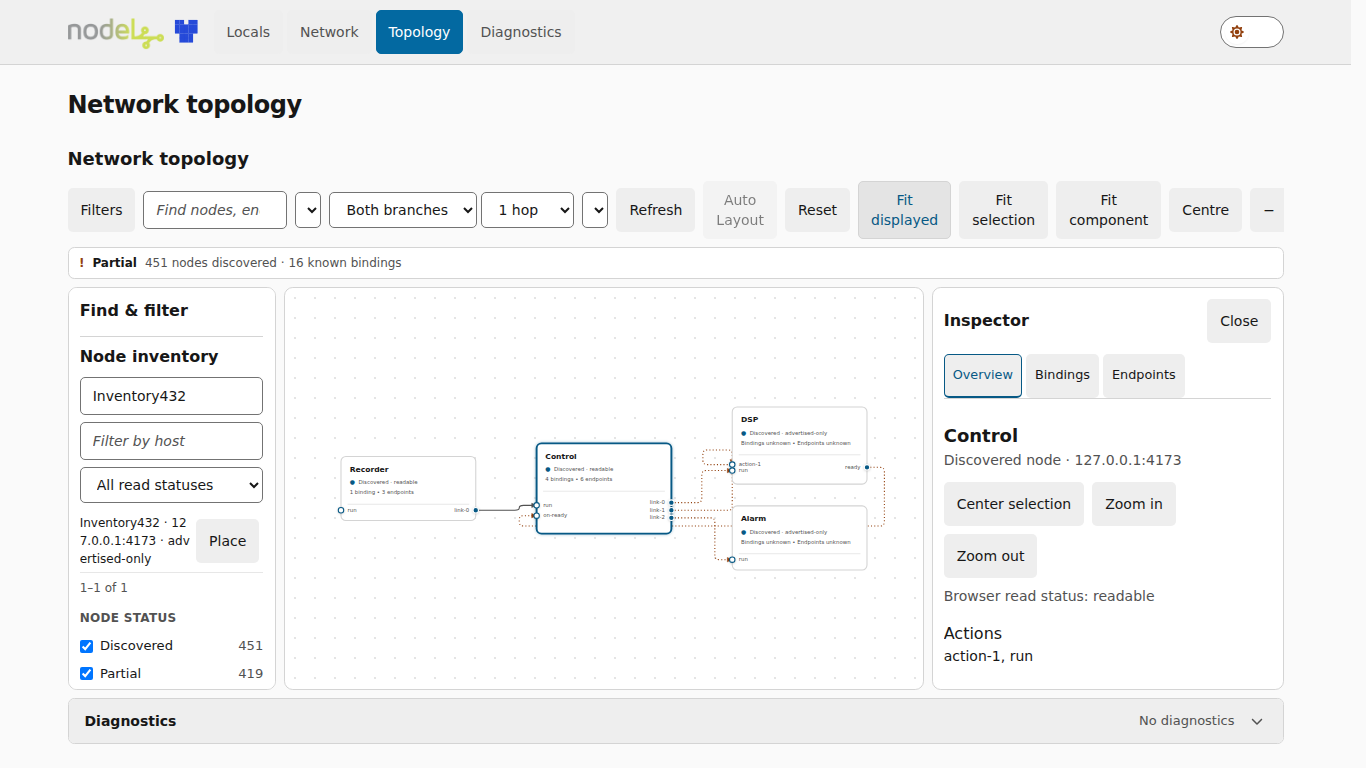 nodel
Locals
Network
Topology
Diagnostics
Network topology
Network topology
Filters
Find nodes, en
Both branches
1 hop
Refresh
Auto
Layout
Reset
Fit
displayed
Fit
selection
Fit
component
Centre
−
! Partial 451 nodes discovered · 16 known bindings
Find & filter
Node inventory
Inventory432
Filter by host
All read statuses
Inventory432 · 12
7.0.0.1:4173 · adv
ertised-only
Place
1–1 of 1
NODE STATUS
Discovered 451
Partial 419
Recorder
Discovered · readable
1 binding • 3 endpoints
run
link-0
Control
Discovered · readable
4 bindings • 6 endpoints
link-0
run
link-1
on-ready
link-2
DSP
Discovered · advertised-only
Bindings unknown • Endpoints unknown
action-1
ready
run
Alarm
Discovered · advertised-only
Bindings unknown • Endpoints unknown
run
Inspector
Close
Overview
Bindings
Endpoints
Control
Discovered node · 127.0.0.1:4173
Center selection
Zoom in
Zoom out
Browser read status: readable
Actions
action-1, run
Diagnostics
No diagnostics